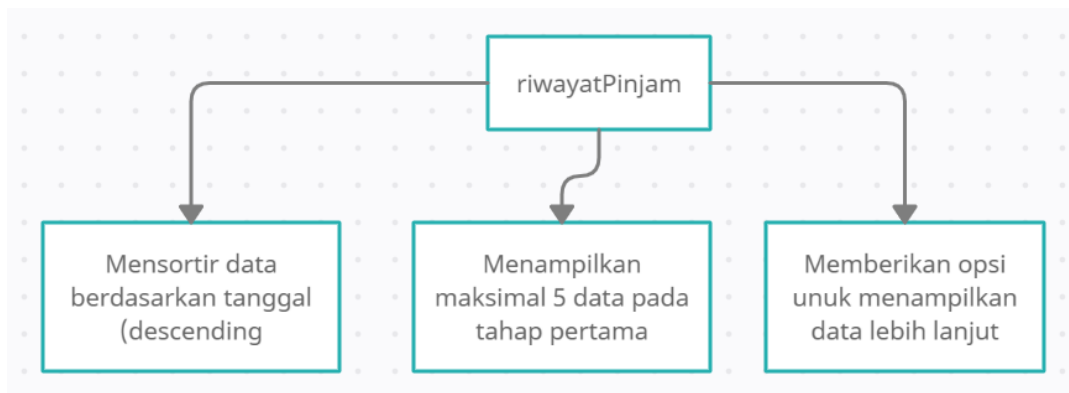 riwayatPinjam
Mensortir data
berdasarkan tanggal
(descending
Menampilkan
maksimal 5 data pada
tahap pertama
Memberikan opsi
unuk menampilkan
data lebih lanjut